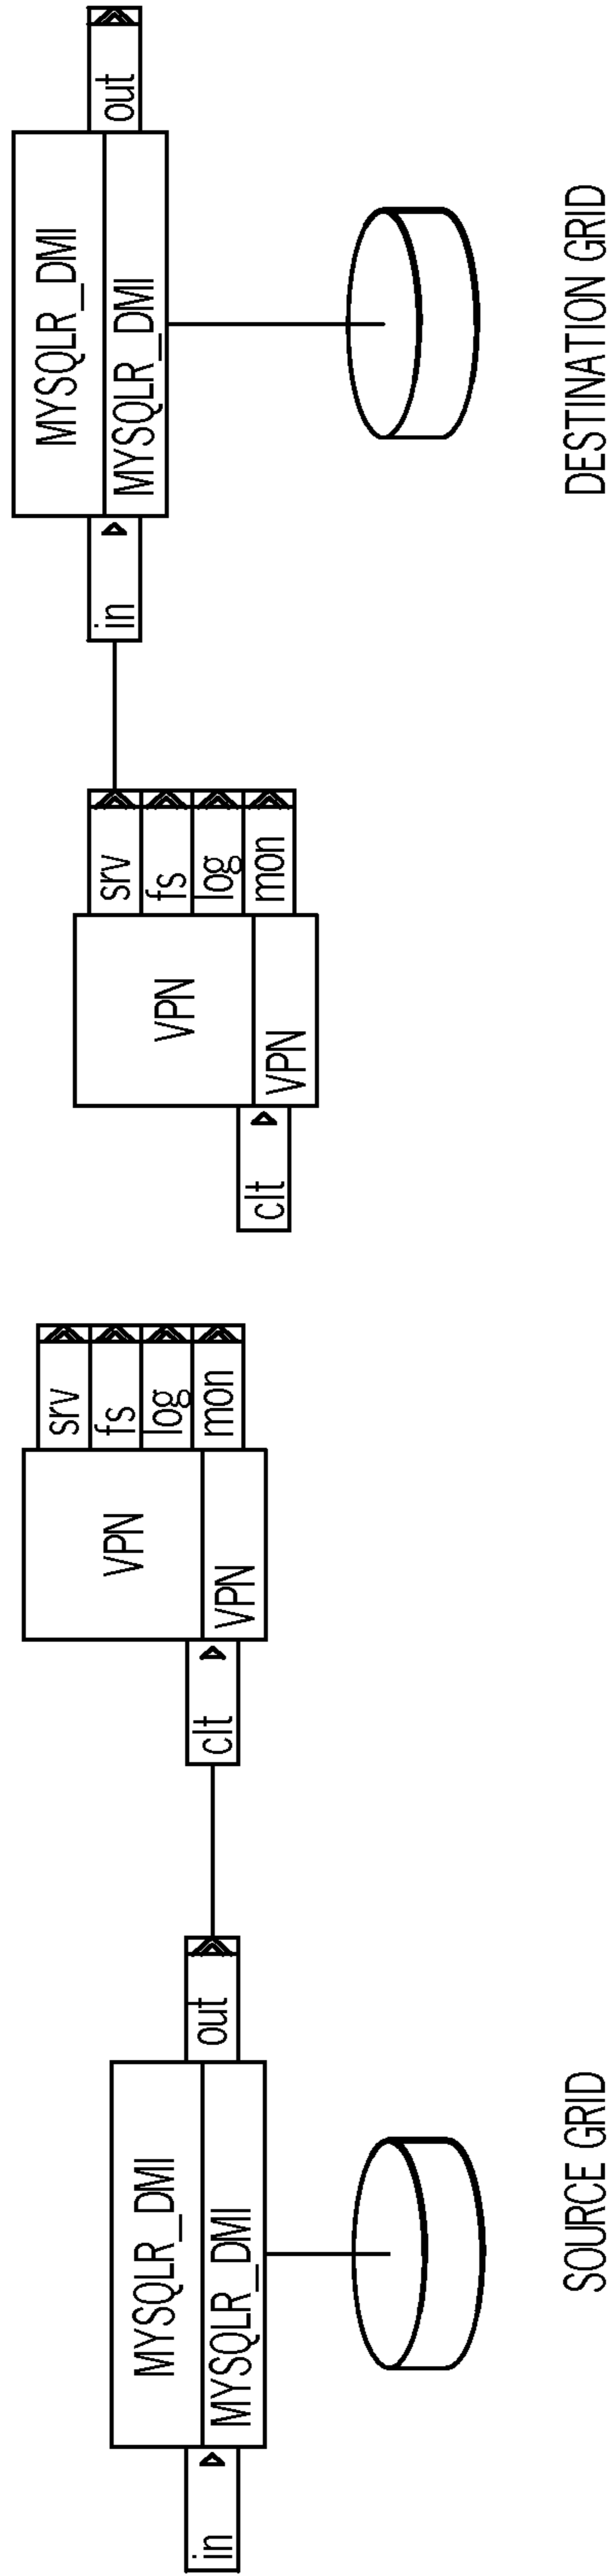 in
MYSQLR_DMI
MYSQLR_DMI
out
clt
VPN
VPN
srv
fs
log
mon
SOURCE GRID
clt
VPN
VPN
srv
fs
log
mon
in
MYSQLR_DMI
MYSQLR_DMI
out
DESTINATION GRID